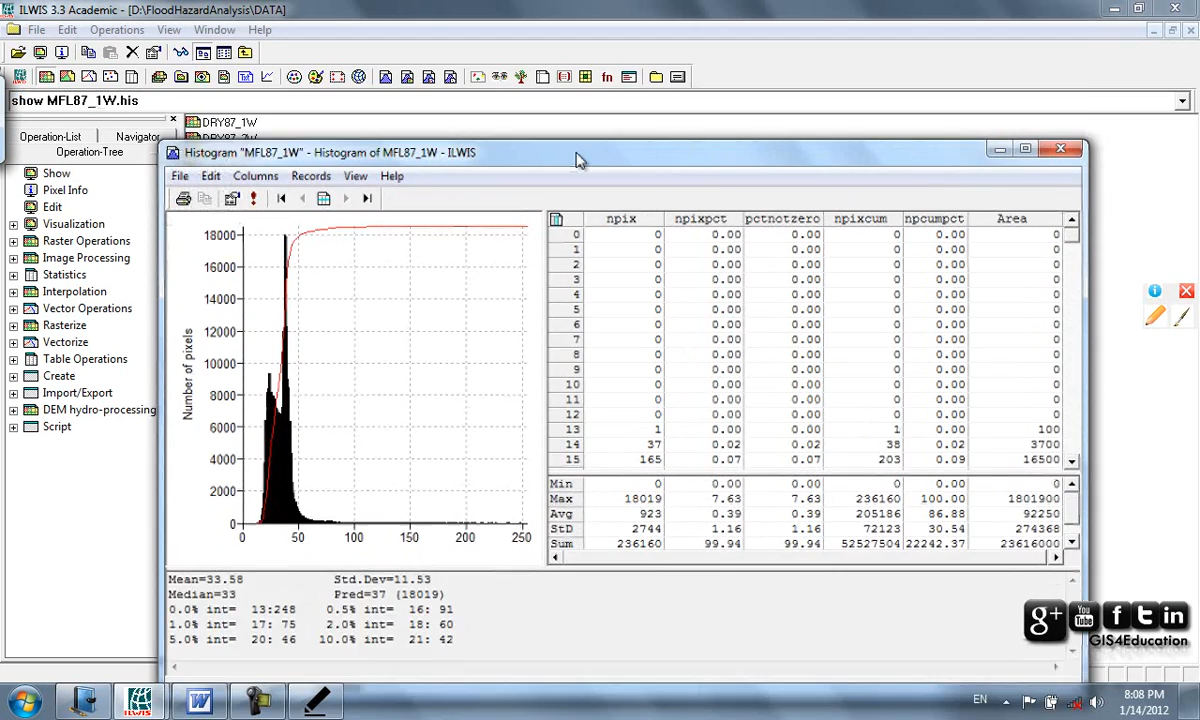 ILWIS 3.3 Academic - [D:\FloodHazardAnalysis\DATA]
File Edit Operations View Window Help
show MFL87_1W.his
Operation-List Navigator
Operation-Tree
DRY87_1W
Show
Pixel Info
Edit
Visualization
Raster Operations
Image Processing
Statistics
Interpolation
Vector Operations
Rasterize
Vectorize
Table Operations
Create
Import/Export
DEM hydro-processing
Script
Histogram "MFL87_1W" - Histogram of MFL87_1W - ILWIS
File Edit Columns Records View Help
Number of pixels
18000
16000
14000
12000
10000
8000
6000
4000
2000
0
0 50 100 150 200 250
npix npixpct pctnotzero npixcum npcumpct Area
0 0 0.00 0.00 0 0.00 0
1 0 0.00 0.00 0 0.00 0
2 0 0.00 0.00 0 0.00 0
3 0 0.00 0.00 0 0.00 0
4 0 0.00 0.00 0 0.00 0
5 0 0.00 0.00 0 0.00 0
6 0 0.00 0.00 0 0.00 0
7 0 0.00 0.00 0 0.00 0
8 0 0.00 0.00 0 0.00 0
9 0 0.00 0.00 0 0.00 0
10 0 0.00 0.00 0 0.00 0
11 0 0.00 0.00 0 0.00 0
12 0 0.00 0.00 0 0.00 0
13 1 0.00 0.00 1 0.00 100
14 37 0.02 0.02 38 0.02 3700
15 165 0.07 0.07 203 0.09 16500
Min 0 0.00 0.00 0 0.00 0
Max 18019 7.63 7.63 236160 100.00 1801900
Avg 923 0.39 0.39 205186 86.88 92250
StD 2744 1.16 1.16 72123 30.54 274368
Sum 236160 99.94 99.94 52527504 22242.37 23616000
Mean=33.58 Std.Dev=11.53
Median=33 Pred=37 (18019)
0.0% int= 13:248 0.5% int= 16: 91
1.0% int= 17: 75 2.0% int= 18: 60
5.0% int= 20: 46 10.0% int= 21: 42
g+ You Tube f t in
GIS4Education
EN
8:08 PM
1/14/2012